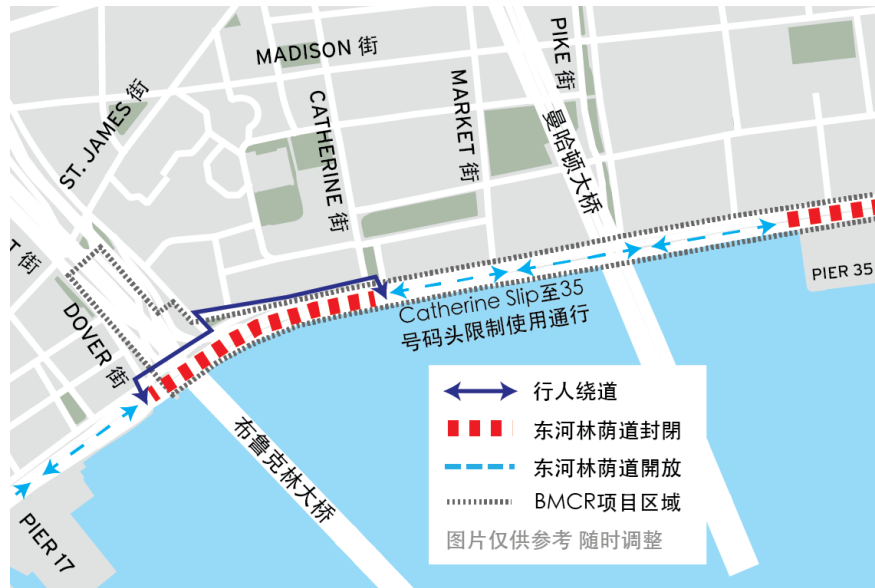 MADISON 街
PIKE 街
ST. JAMES 街
CATHERINE 街
MARKET 街
曼哈顿大桥
T 街
DOVER 街
PIER 35
Catherine Slip至35
号码头限制使用通行
布鲁克林大桥
PIER 17
行人绕道
东河林荫道封閉
东河林荫道開放
BMCR项目区域
图片仅供参考 随时调整